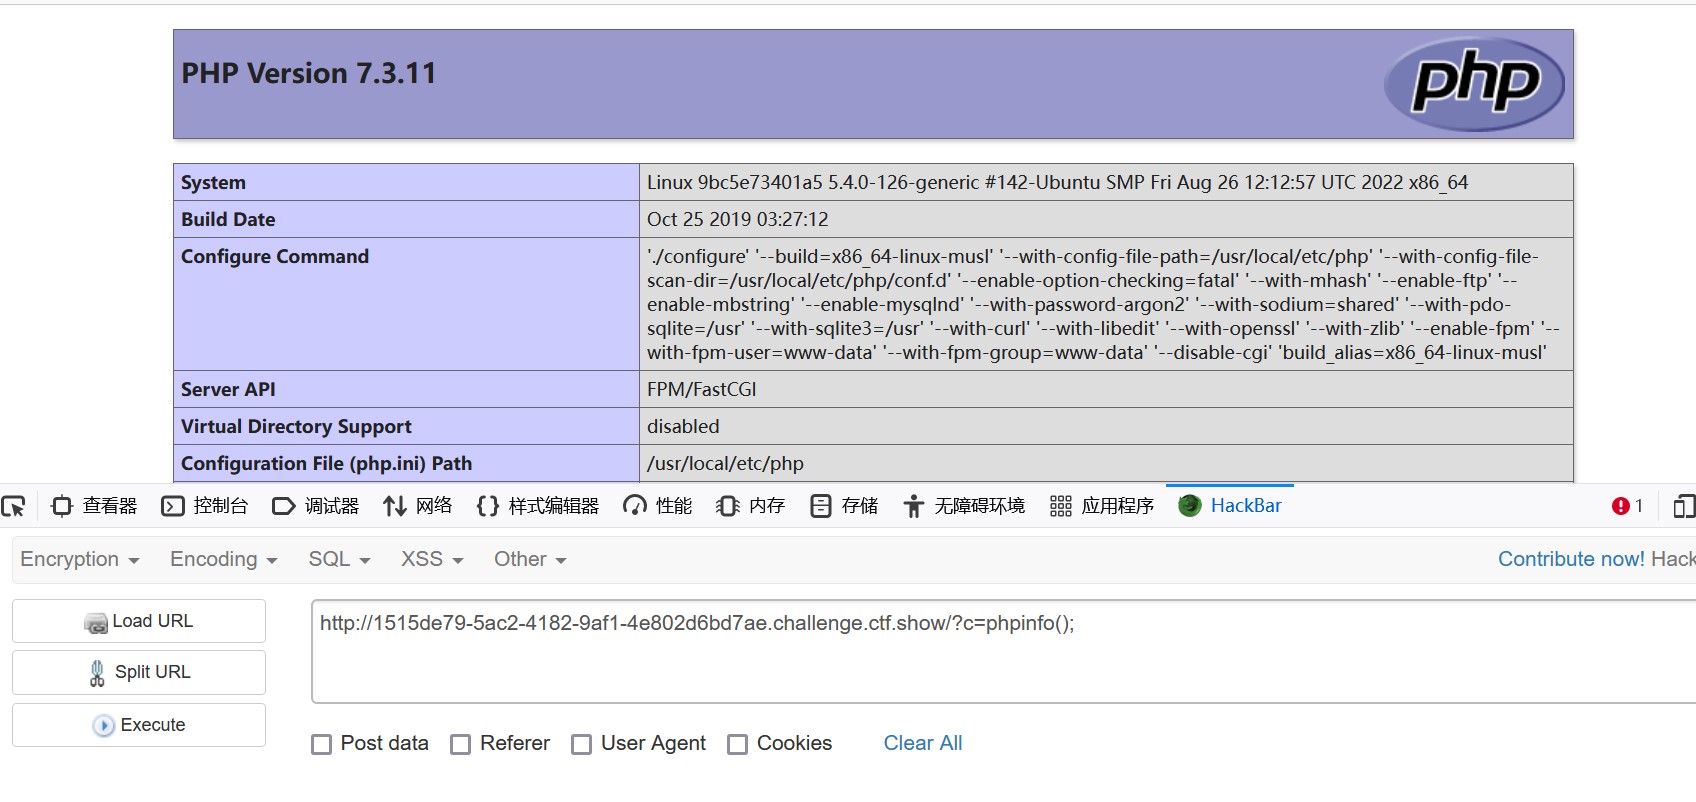 PHP Version 7.3.11
php
System
Linux 9bc5e73401a5 5.4.0-126-generic #142-Ubuntu SMP Fri Aug 26 12:12:57 UTC 2022 x86_64
Build Date
Oct 25 2019 03:27:12
Configure Command
'./configure' '--build=x86_64-linux-musl' '--with-config-file-path=/usr/local/etc/php' '--with-config-file-
scan-dir=/usr/local/etc/php/conf.d' '--enable-option-checking=fatal' '--with-mhash' '--enable-ftp' '--
enable-mbstring' '--enable-mysqlnd' '--with-password-argon2' '--with-sodium=shared' '--with-pdo-
sqlite=/usr' '--with-sqlite3=/usr' '--with-curl' '--with-libedit' '--with-openssl' '--with-zlib' '--enable-fpm' '--
with-fpm-user=www-data' '--with-fpm-group=www-data' '--disable-cgi' 'build_alias=x86_64-linux-musl'
Server API
FPM/FastCGI
Virtual Directory Support
disabled
Configuration File (php.ini) Path
/usr/local/etc/php
查看器 控制台 调试器 网络 样式编辑器 性能 内存 存储 无障碍环境 应用程序 HackBar 1
Encryption Encoding SQL XSS Other Contribute now! Hack
Load URL
http://1515de79-5ac2-4182-9af1-4e802d6bd7ae.challenge.ctf.show/?c=phpinfo();
Split URL
Execute
Post data Referer User Agent Cookies Clear All